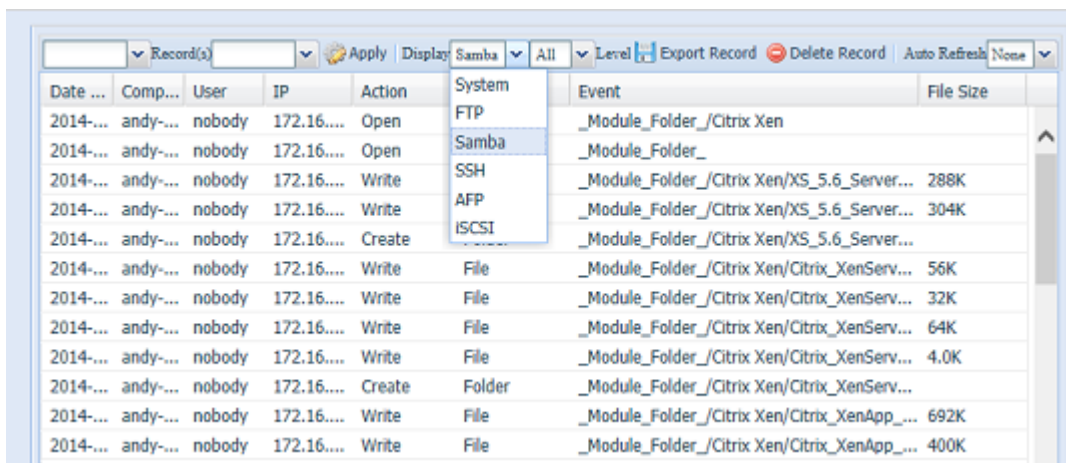 Record(s) Apply Display Samba All Level Export Record Delete Record Auto Refresh None
Date ... Comp... User IP Action Event File Size
System
FTP
Samba
SSH
AFP
iSCSI
2014-... andy-... nobody 172.16.... Open _Module_Folder_/Citrix Xen
2014-... andy-... nobody 172.16.... Open _Module_Folder_
2014-... andy-... nobody 172.16.... Write _Module_Folder_/Citrix Xen/XS_5.6_Server... 288K
2014-... andy-... nobody 172.16.... Write _Module_Folder_/Citrix Xen/XS_5.6_Server... 304K
2014-... andy-... nobody 172.16.... Create _Module_Folder_/Citrix Xen/XS_5.6_Server...
2014-... andy-... nobody 172.16.... Write File _Module_Folder_/Citrix Xen/Citrix_XenServ... 56K
2014-... andy-... nobody 172.16.... Write File _Module_Folder_/Citrix Xen/Citrix_XenServ... 32K
2014-... andy-... nobody 172.16.... Write File _Module_Folder_/Citrix Xen/Citrix_XenServ... 64K
2014-... andy-... nobody 172.16.... Write File _Module_Folder_/Citrix Xen/Citrix_XenServ... 4.0K
2014-... andy-... nobody 172.16.... Create Folder _Module_Folder_/Citrix Xen/Citrix_XenServ...
2014-... andy-... nobody 172.16.... Write File _Module_Folder_/Citrix Xen/Citrix_XenApp_... 692K
2014-... andy-... nobody 172.16.... Write File _Module_Folder_/Citrix Xen/Citrix_XenApp_... 400K